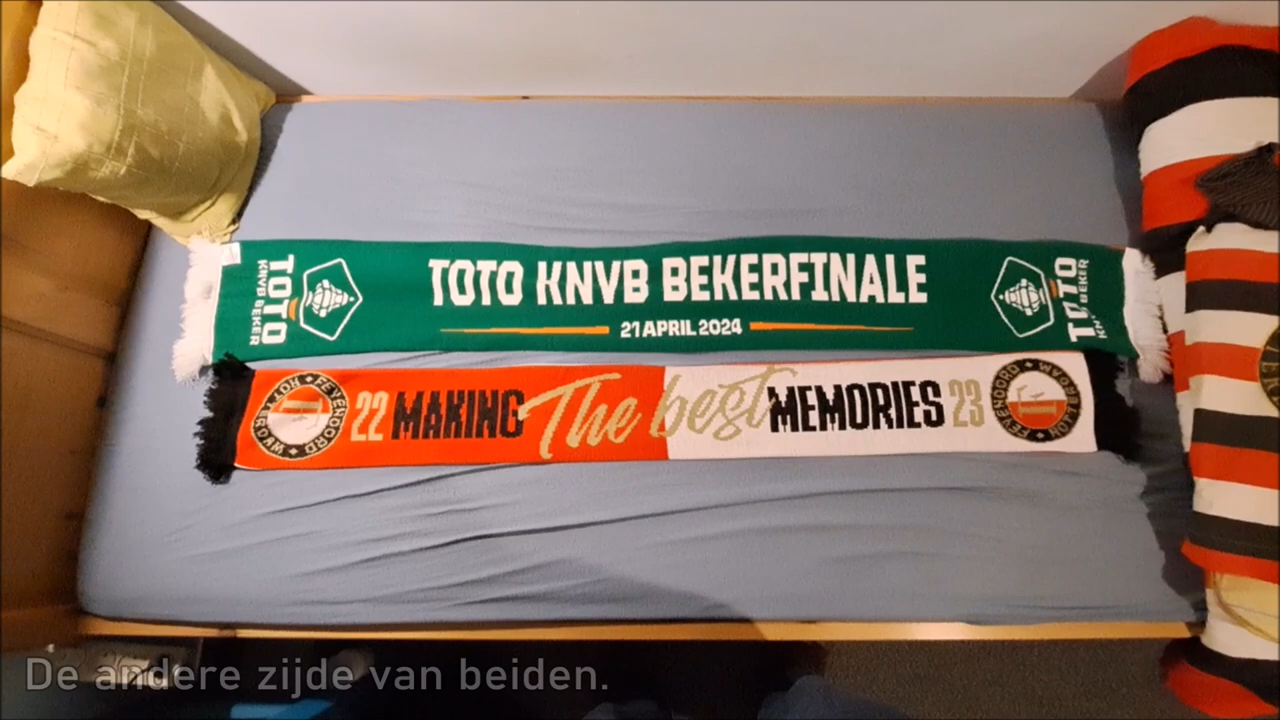 TOTO KNVB BEKERFINALE
21 APRIL 2024
TOTO
KNVB BEKER
TOTO
KNVB BEKER
22 MAKING The best MEMORIES 23
FEYENOORD ROTTERDAM
FEYENOORD ROTTERDAM
De andere zijde van beiden.